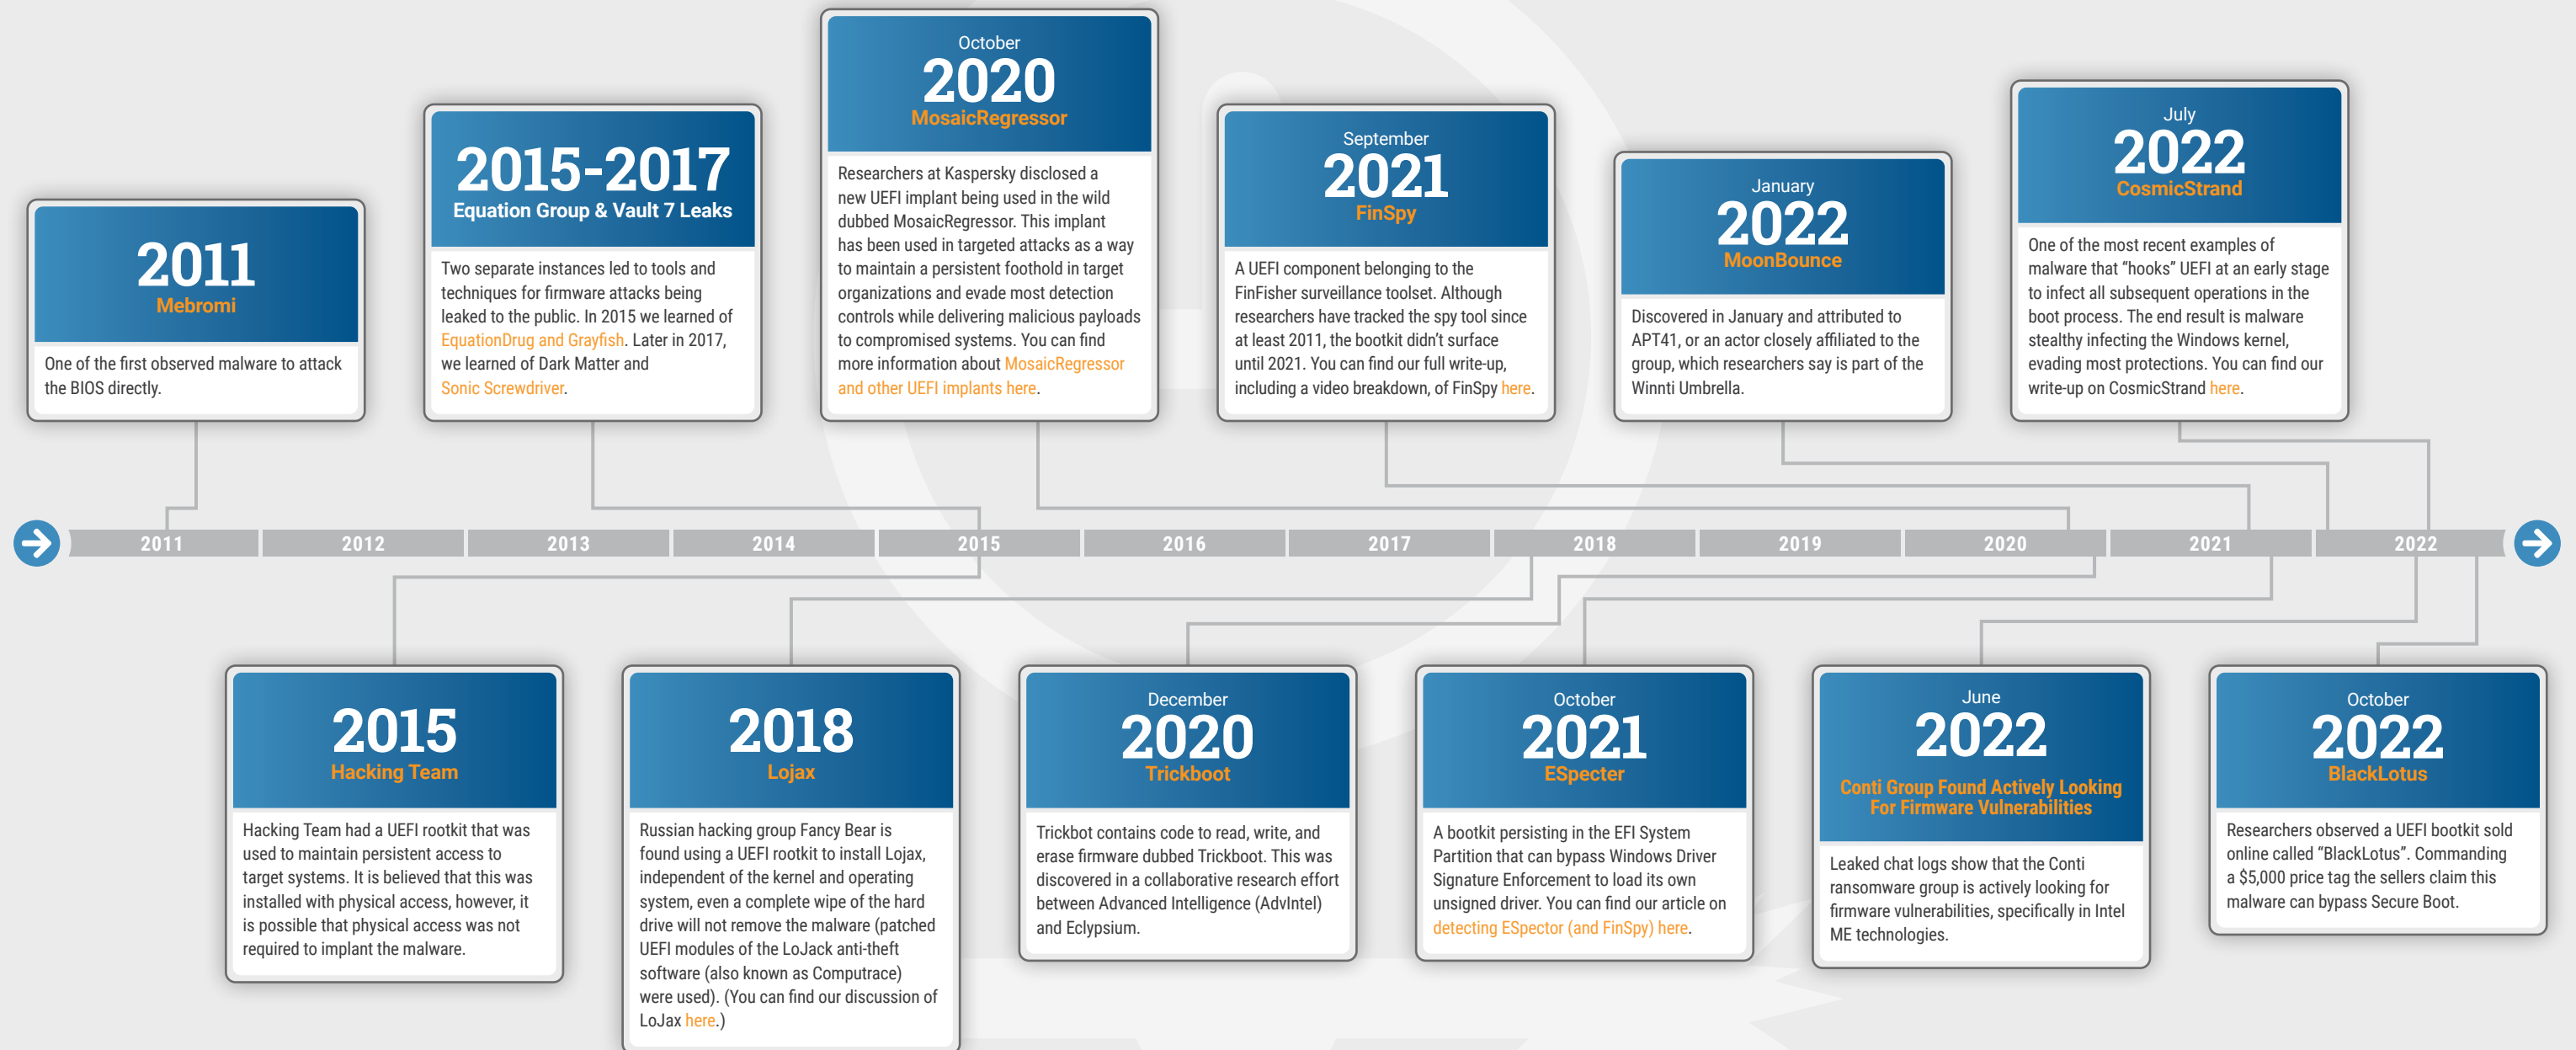 2011
Mebromi
One of the first observed malware to attack
the BIOS directly.
2015-2017
Equation Group & Vault 7 Leaks
Two separate instances led to tools and
techniques for firmware attacks being
leaked to the public. In 2015 we learned of
EquationDrug and Grayfish. Later in 2017,
we learned of Dark Matter and
Sonic Screwdriver.
October
2020
MosaicRegressor
Researchers at Kaspersky disclosed a
new UEFI implant being used in the wild
dubbed MosaicRegressor. This implant
has been used in targeted attacks as a way
to maintain a persistent foothold in target
organizations and evade most detection
controls while delivering malicious payloads
to compromised systems. You can find
more information about MosaicRegressor
and other UEFI implants here.
September
2021
FinSpy
A UEFI component belonging to the
FinFisher surveillance toolset. Although
researchers have tracked the spy tool since
at least 2011, the bootkit didn’t surface
until 2021. You can find our full write-up,
including a video breakdown, of FinSpy here.
January
2022
MoonBounce
Discovered in January and attributed to
APT41, or an actor closely affiliated to the
group, which researchers say is part of the
Winnti Umbrella.
July
2022
CosmicStrand
One of the most recent examples of
malware that “hooks” UEFI at an early stage
to infect all subsequent operations in the
boot process. The end result is malware
stealthy infecting the Windows kernel,
evading most protections. You can find our
write-up on CosmicStrand here.
2011 2012 2013 2014 2015 2016 2017 2018 2019 2020 2021 2022
2015
Hacking Team
Hacking Team had a UEFI rootkit that was
used to maintain persistent access to
target systems. It is believed that this was
installed with physical access, however, it
is possible that physical access was not
required to implant the malware.
2018
Lojax
Russian hacking group Fancy Bear is
found using a UEFI rootkit to install Lojax,
independent of the kernel and operating
system, even a complete wipe of the hard
drive will not remove the malware (patched
UEFI modules of the LoJack anti-theft
software (also known as Computrace)
were used). (You can find our discussion of
LoJax here.)
December
2020
Trickboot
Trickbot contains code to read, write, and
erase firmware dubbed Trickboot. This was
discovered in a collaborative research effort
between Advanced Intelligence (AdvIntel)
and Eclypsium.
October
2021
ESpecter
A bootkit persisting in the EFI System
Partition that can bypass Windows Driver
Signature Enforcement to load its own
unsigned driver. You can find our article on
detecting ESpector (and FinSpy) here.
June
2022
Conti Group Found Actively Looking
For Firmware Vulnerabilities
Leaked chat logs show that the Conti
ransomware group is actively looking for
firmware vulnerabilities, specifically in Intel
ME technologies.
October
2022
BlackLotus
Researchers observed a UEFI bootkit sold
online called “BlackLotus”. Commanding
a $5,000 price tag the sellers claim this
malware can bypass Secure Boot.